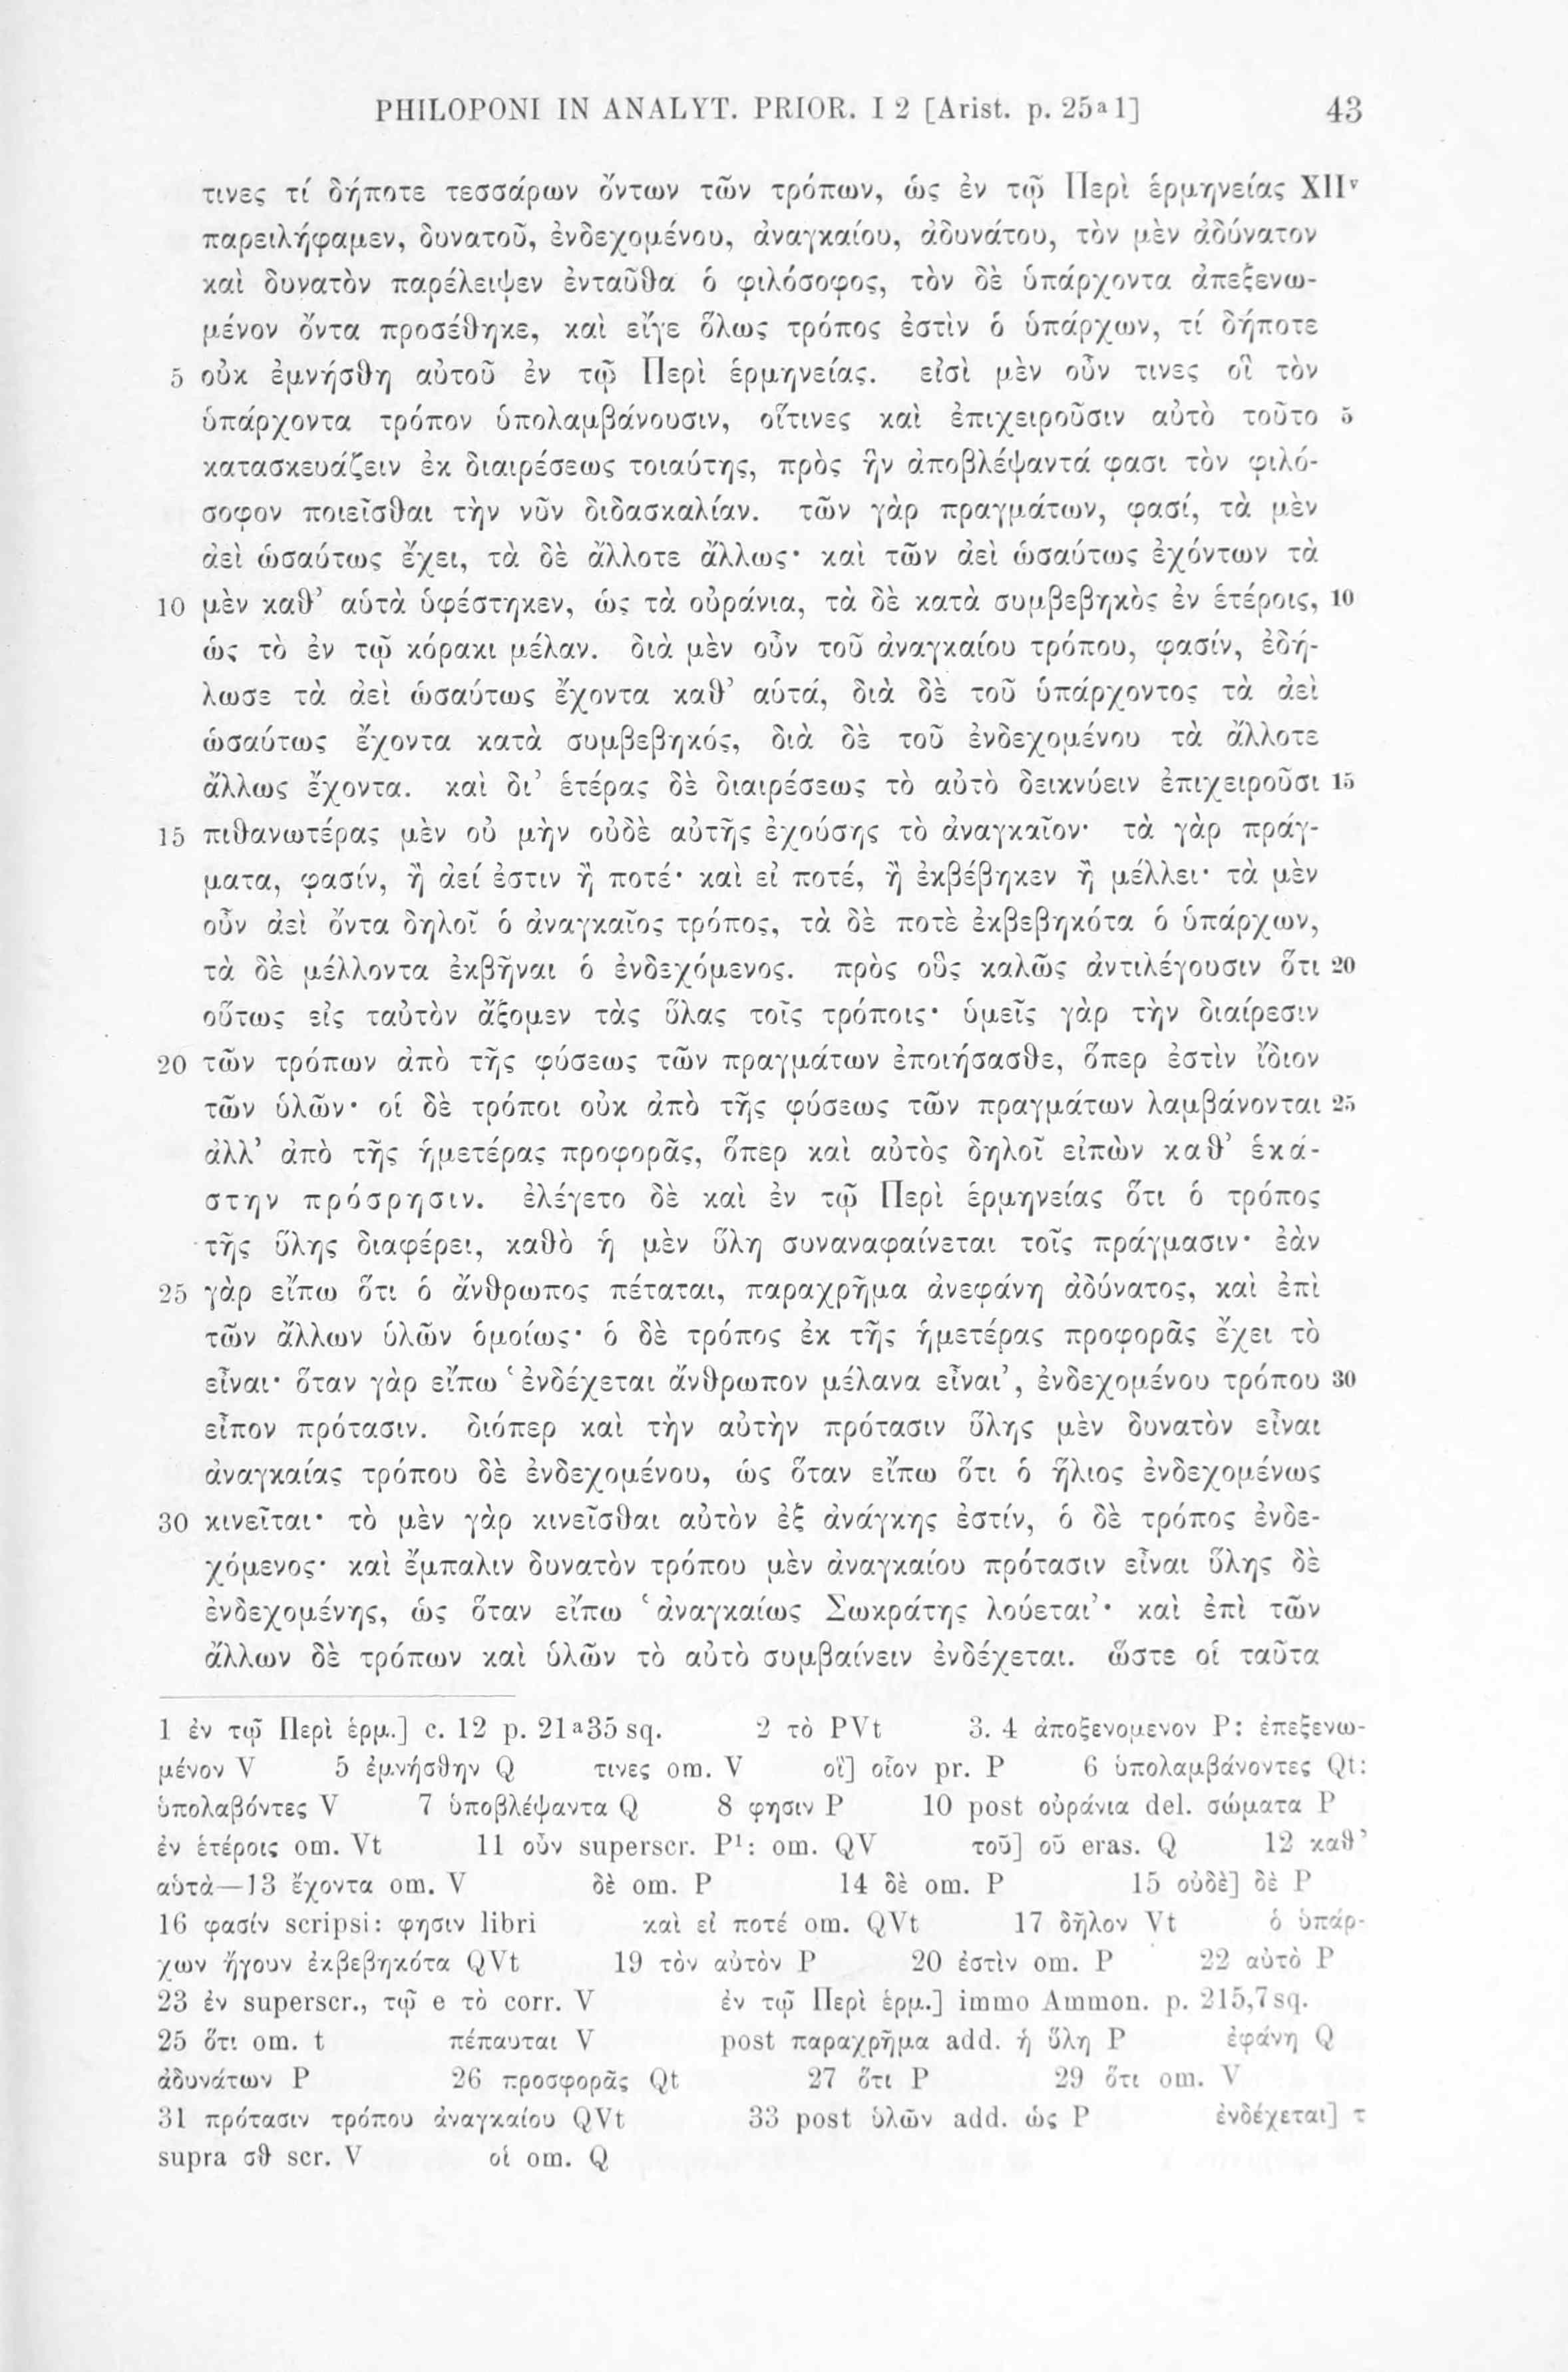 PHILOPONI IN ANALYT. PRIOR. I 2 [Arist. p. 25ᵃ1] 43
τινες τί δήποτε τεσσάρων ὄντων τῶν τρόπων, ὡς ἐν τῷ Περὶ ἑρμηνείας XIIᵛ
παρειλήφαμεν, δυνατοῦ, ἐνδεχομένου, ἀναγκαίου, ἀδυνάτου, τὸν μὲν ἀδύνατον
καὶ δυνατὸν παρέλειψεν ἐνταῦθα ὁ φιλόσοφος, τὸν δὲ ὑπάρχοντα ἀπεξενω-
μένον ὄντα προσέθηκε, καὶ εἴγε ὅλως τρόπος ἐστὶν ὁ ὑπάρχων, τί δήποτε
5 οὐκ ἐμνήσθη αὐτοῦ ἐν τῷ Περὶ ἑρμηνείας. εἰσὶ μὲν οὖν τινες οἳ τὸν
ὑπάρχοντα τρόπον ὑπολαμβάνουσιν, οἵτινες καὶ ἐπιχειροῦσιν αὐτὸ τοῦτο 5
κατασκευάζειν ἐκ διαιρέσεως τοιαύτης, πρὸς ἣν ἀποβλέψαντά φασι τὸν φιλό-
σοφον ποιεῖσθαι τὴν νῦν διδασκαλίαν. τῶν γὰρ πραγμάτων, φασί, τὰ μὲν
ἀεὶ ὡσαύτως ἔχει, τὰ δὲ ἄλλοτε ἄλλως· καὶ τῶν ἀεὶ ὡσαύτως ἐχόντων τὰ
10 μὲν καθ’ αὑτὰ ὑφέστηκεν, ὡς τὰ οὐράνια, τὰ δὲ κατὰ συμβεβηκὸς ἐν ἑτέροις, 10
ὡς τὸ ἐν τῷ κόρακι μέλαν. διὰ μὲν οὖν τοῦ ἀναγκαίου τρόπου, φασίν, ἐδή-
λωσε τὰ ἀεὶ ὡσαύτως ἔχοντα καθ’ αὑτά, διὰ δὲ τοῦ ὑπάρχοντος τὰ ἀεὶ
ὡσαύτως ἔχοντα κατὰ συμβεβηκός, διὰ δὲ τοῦ ἐνδεχομένου τὰ ἄλλοτε
ἄλλως ἔχοντα. καὶ δι’ ἑτέρας δὲ διαιρέσεως τὸ αὐτὸ δεικνύειν ἐπιχειροῦσι 15
15 πιθανωτέρας μὲν οὐ μὴν οὐδὲ αὐτῆς ἐχούσης τὸ ἀναγκαῖον· τὰ γὰρ πράγ-
ματα, φασίν, ἢ ἀεί ἐστιν ἢ ποτέ· καὶ εἰ ποτέ, ἢ ἐκβέβηκεν ἢ μέλλει· τὰ μὲν
οὖν ἀεὶ ὄντα δηλοῖ ὁ ἀναγκαῖος τρόπος, τὰ δὲ ποτὲ ἐκβεβηκότα ὁ ὑπάρχων,
τὰ δὲ μέλλοντα ἐκβῆναι ὁ ἐνδεχόμενος. πρὸς οὓς καλῶς ἀντιλέγουσιν ὅτι 20
οὕτως εἰς ταὐτὸν ἄξομεν τὰς ὕλας τοῖς τρόποις· ὑμεῖς γὰρ τὴν διαίρεσιν
20 τῶν τρόπων ἀπὸ τῆς φύσεως τῶν πραγμάτων ἐποιήσασθε, ὅπερ ἐστὶν ἴδιον
τῶν ὑλῶν· οἱ δὲ τρόποι οὐκ ἀπὸ τῆς φύσεως τῶν πραγμάτων λαμβάνονται 25
ἀλλ’ ἀπὸ τῆς ἡμετέρας προφορᾶς, ὅπερ καὶ αὐτὸς δηλοῖ εἰπὼν καθ’ ἑκά-
στην πρόσρησιν. ἐλέγετο δὲ καὶ ἐν τῷ Περὶ ἑρμηνείας ὅτι ὁ τρόπος
τῆς ὕλης διαφέρει, καθὸ ἡ μὲν ὕλη συναναφαίνεται τοῖς πράγμασιν· ἐὰν
25 γὰρ εἴπω ὅτι ὁ ἄνθρωπος πέταται, παραχρῆμα ἀνεφάνη ἀδύνατος, καὶ ἐπὶ
τῶν ἄλλων ὑλῶν ὁμοίως· ὁ δὲ τρόπος ἐκ τῆς ἡμετέρας προφορᾶς ἔχει τὸ
εἶναι· ὅταν γὰρ εἴπω ‘ἐνδέχεται ἄνθρωπον μέλανα εἶναι’, ἐνδεχομένου τρόπου 30
εἶπον πρότασιν. διόπερ καὶ τὴν αὐτὴν πρότασιν ὕλης μὲν δυνατὸν εἶναι
ἀναγκαίας τρόπου δὲ ἐνδεχομένου, ὡς ὅταν εἴπω ὅτι ὁ ἥλιος ἐνδεχομένως
30 κινεῖται· τὸ μὲν γὰρ κινεῖσθαι αὐτὸν ἐξ ἀνάγκης ἐστίν, ὁ δὲ τρόπος ἐνδε-
χόμενος· καὶ ἔμπαλιν δυνατὸν τρόπου μὲν ἀναγκαίου πρότασιν εἶναι ὕλης δὲ
ἐνδεχομένης, ὡς ὅταν εἴπω ‘ἀναγκαίως Σωκράτης λούεται’· καὶ ἐπὶ τῶν
ἄλλων δὲ τρόπων καὶ ὑλῶν τὸ αὐτὸ συμβαίνειν ἐνδέχεται. ὥστε οἱ ταῦτα
1 ἐν τῷ Περὶ ἑρμ.] c. 12 p. 21ᵃ35 sq. 2 τὸ PVt 3. 4 ἀποξενομενον P: ἐπεξενω-
μένον V 5 ἐμνήσθην Q τινες om. V οἳ] οἷον pr. P 6 ὑπολαμβάνοντες Qt:
ὑπολαβόντες V 7 ὑποβλέψαντα Q 8 φησιν P 10 post οὐράνια del. σώματα P
ἐν ἑτέροις om. Vt 11 οὖν superscr. P¹: om. QV τοῦ] οῦ eras. Q 12 καθ’
αὑτὰ—13 ἔχοντα om. V δὲ om. P 14 δὲ om. P 15 οὐδὲ] δὲ P
16 φασίν scripsi: φησιν libri καὶ εἰ ποτέ om. QVt 17 δῆλον Vt ὁ ὑπάρ-
χων ἤγουν ἐκβεβηκότα QVt 19 τὸν αὐτὸν P 20 ἐστὶν om. P 22 αὐτὸ P
23 ἐν superscr., τῷ e τὸ corr. V ἐν τῷ Περὶ ἑρμ.] immo Ammon. p. 215,7 sq.
25 ὅτι om. t πέπαυται V post παραχρῆμα add. ἡ ὕλη P ἐφάνη Q
ἀδυνάτων P 26 προσφορᾶς Qt 27 ὅτι P 29 ὅτι om. V
31 πρότασιν τρόπου ἀναγκαίου QVt 33 post ὑλῶν add. ὡς P ἐνδέχεται] τ
supra σθ scr. V οἱ om. Q